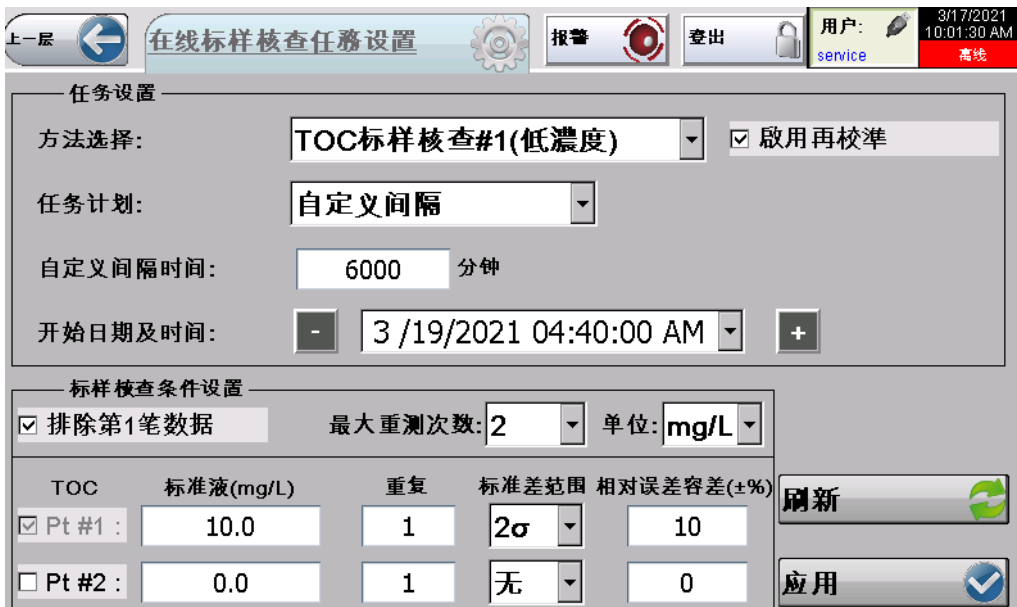 上一层 在线标样核查任務设置 报警 登出 用户: service 3/17/2021 10:01:30 AM 离线
任务设置
方法选择: TOC标样核查#1(低濃度) 啟用再校準
任务计划: 自定义间隔
自定义间隔时间: 6000 分钟
开始日期及时间: - 3 /19/2021 04:40:00 AM +
标样核查条件设置
排除第1笔数据 最大重测次数: 2 单位: mg/L
TOC 标准液(mg/L) 重复 标准差范围 相对误差容差(±%)
Pt #1 : 10.0 1 2σ 10
刷新
Pt #2 : 0.0 1 无 0
应用